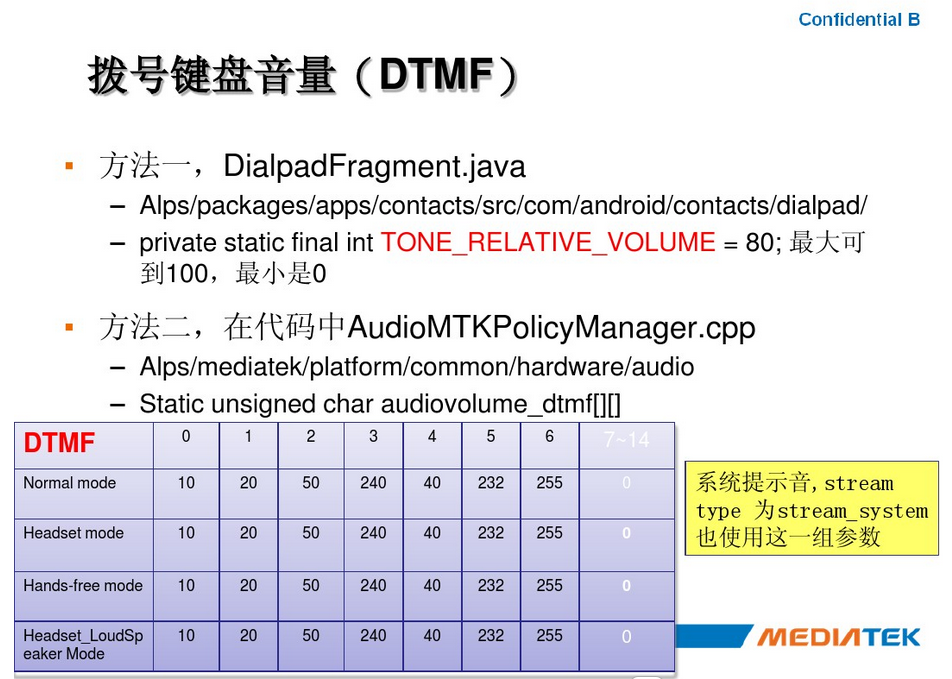 Confidential B
拨号键盘音量（DTMF）
▪ 方法一，DialpadFragment.java
– Alps/packages/apps/contacts/src/com/android/contacts/dialpad/
– private static final int TONE_RELATIVE_VOLUME = 80; 最大可
到100，最小是0
▪ 方法二，在代码中AudioMTKPolicyManager.cpp
– Alps/mediatek/platform/common/hardware/audio
– Static unsigned char audiovolume_dtmf[][]
DTMF 0 1 2 3 4 5 6 7~14
Normal mode 10 20 50 240 40 232 255 0
Headset mode 10 20 50 240 40 232 255 0
Hands-free mode 10 20 50 240 40 232 255 0
Headset_LoudSp 10 20 50 240 40 232 255 0
eaker Mode
系统提示音,stream
type 为stream_system
也使用这一组参数
MEDIATEK